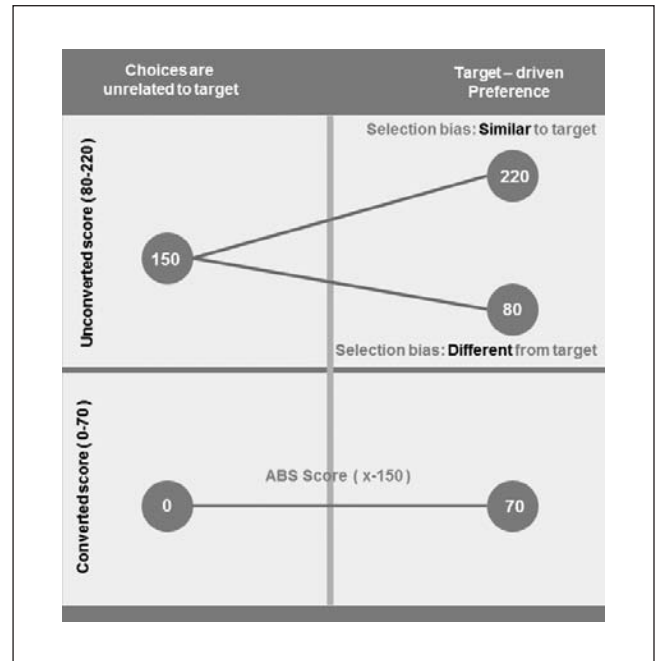 Choices are
unrelated to target
Target – driven
Preference
Unconverted score (80-220)
Selection bias: Similar to target
220
150
80
Selection bias: Different from target
Converted score (0-70)
ABS Score ( x-150)
0
70